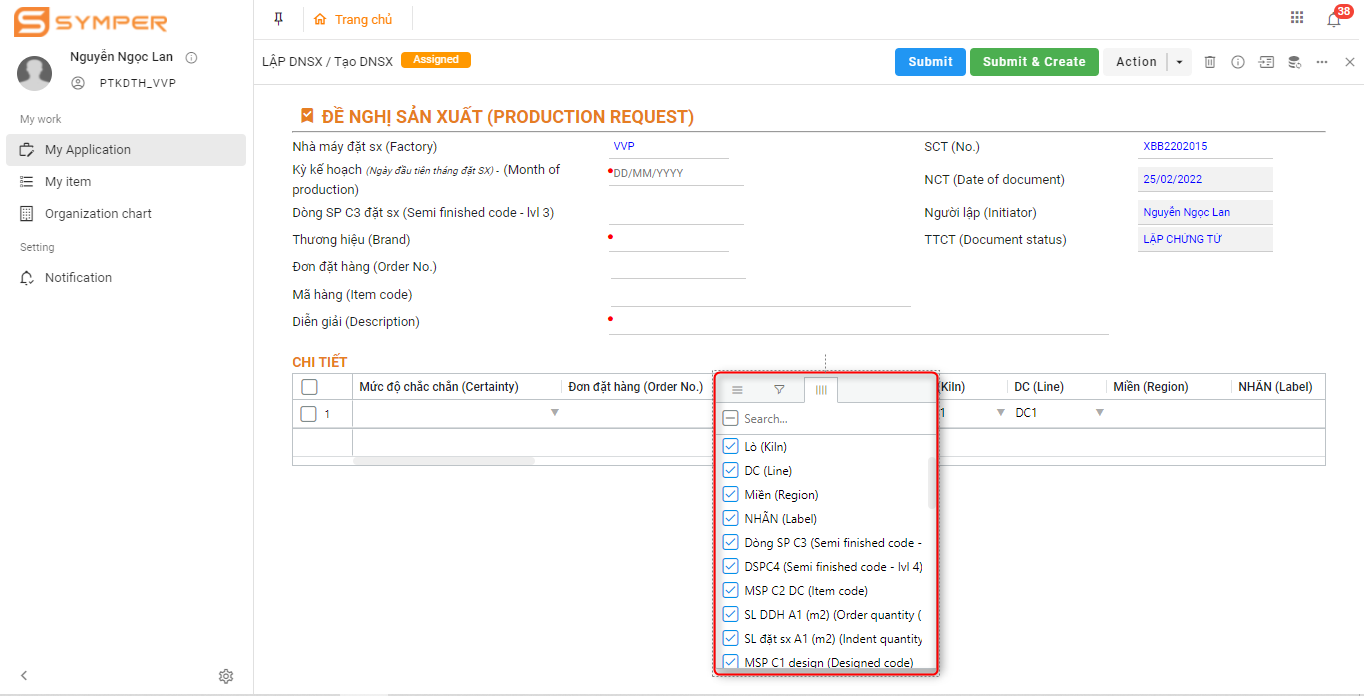 SYMPER
Nguyễn Ngọc Lan
PTKDTH_VVP
My work
My Application
My item
Organization chart
Setting
Notification
Trang chủ
38
LẬP DNSX / Tạo DNSX Assigned
Submit Submit & Create Action
ĐỀ NGHỊ SẢN XUẤT (PRODUCTION REQUEST)
Nhà máy đặt sx (Factory) VVP SCT (No.) XBB2202015
Kỳ kế hoạch (Ngày đầu tiên tháng đặt SX) - (Month of
production) DD/MM/YYYY NCT (Date of document) 25/02/2022
Dòng SP C3 đặt sx (Semi finished code - lvl 3) Người lập (Initiator) Nguyễn Ngọc Lan
Thương hiệu (Brand) TTCT (Document status) LẬP CHỨNG TỪ
Đơn đặt hàng (Order No.)
Mã hàng (Item code)
Diễn giải (Description)
CHI TIẾT
Mức độ chắc chắn (Certainty) Đơn đặt hàng (Order No.) (Kiln) DC (Line) Miền (Region) NHÃN (Label)
1 1 DC1
Search...
Lò (Kiln)
DC (Line)
Miền (Region)
NHÃN (Label)
Dòng SP C3 (Semi finished code -
DSPC4 (Semi finished code - lvl 4)
MSP C2 DC (Item code)
SL DDH A1 (m2) (Order quantity (
SL đặt sx A1 (m2) (Indent quantity
MSP C1 design (Designed code)